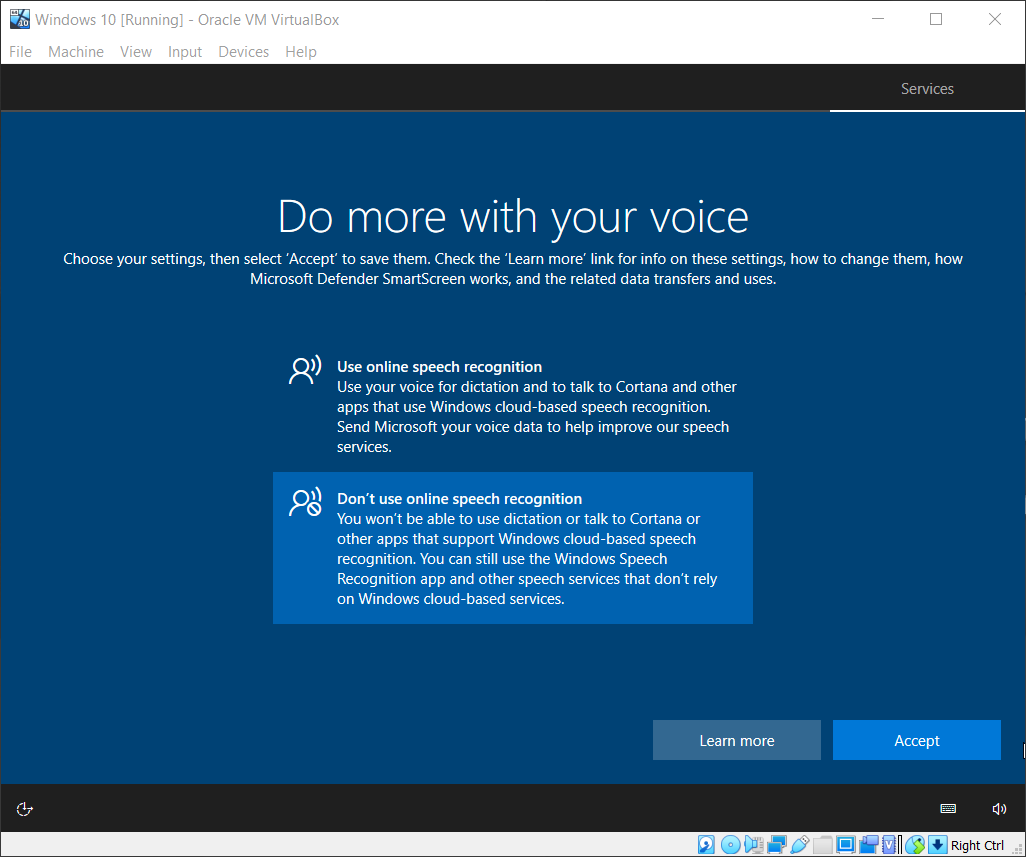 Windows 10 [Running] - Oracle VM VirtualBox
File Machine View Input Devices Help
Services
Do more with your voice
Choose your settings, then select ‘Accept’ to save them. Check the ‘Learn more’ link for info on these settings, how to change them, how
Microsoft Defender SmartScreen works, and the related data transfers and uses.
Use online speech recognition
Use your voice for dictation and to talk to Cortana and other
apps that use Windows cloud-based speech recognition.
Send Microsoft your voice data to help improve our speech
services.
Don’t use online speech recognition
You won’t be able to use dictation or talk to Cortana or
other apps that support Windows cloud-based speech
recognition. You can still use the Windows Speech
Recognition app and other speech services that don’t rely
on Windows cloud-based services.
Learn more
Accept
Right Ctrl